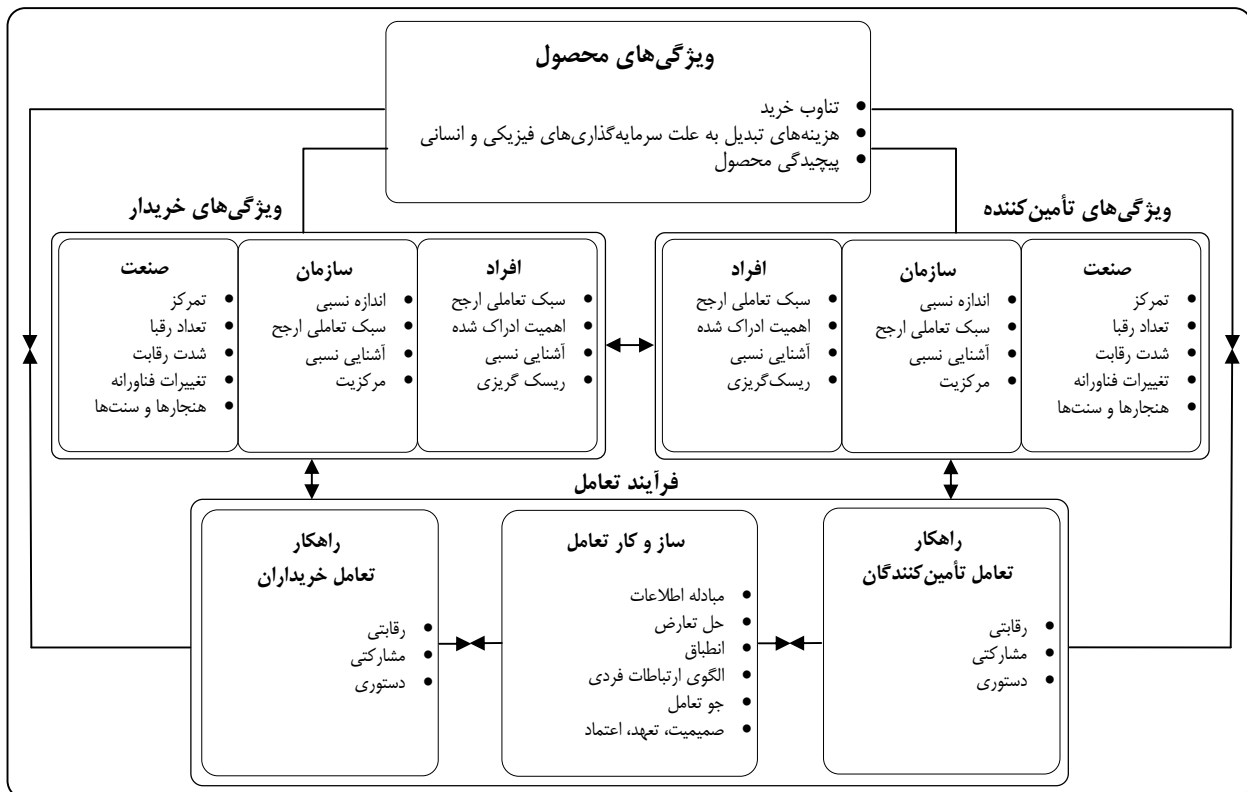 ویژگی‌های محصول
تناوب خرید
هزینه‌های تبدیل به علت سرمایه‌گذاری‌های فیزیکی و انسانی
پیچیدگی محصول
ویژگی‌های تأمین‌کننده
صنعت
تمرکز
تعداد رقبا
شدت رقابت
تغییرات فناورانه
هنجارها و سنت‌ها
سازمان
اندازه نسبی
سبک تعاملی ارجح
آشنایی نسبی
مرکزیت
افراد
سبک تعاملی ارجح
اهمیت ادراک شده
آشنایی نسبی
ریسک‌گریزی
ویژگی‌های خریدار
افراد
سبک تعاملی ارجح
اهمیت ادراک شده
آشنایی نسبی
ریسک گریزی
سازمان
اندازه نسبی
سبک تعاملی ارجح
آشنایی نسبی
مرکزیت
صنعت
تمرکز
تعداد رقبا
شدت رقابت
تغییرات فناورانه
هنجارها و سنت‌ها
فرآیند تعامل
راهکار
تعامل تأمین‌کنندگان
رقابتی
مشارکتی
دستوری
ساز و کار تعامل
مبادله اطلاعات
حل تعارض
انطباق
الگوی ارتباطات فردی
جو تعامل
صمیمیت، تعهد، اعتماد
راهکار
تعامل خریداران
رقابتی
مشارکتی
دستوری